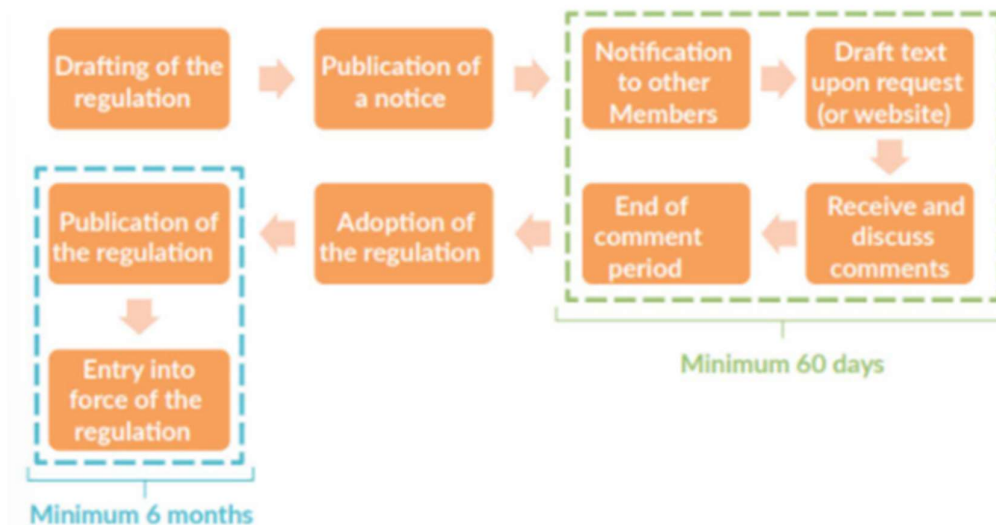 Drafting of the
regulation
Publication of
a notice
Notification
to other
Members
Draft text
upon request
(or website)
Receive and
discuss
comments
End of
comment
period
Adoption of
the regulation
Publication of
the regulation
Entry into
force of the
regulation
Minimum 60 days
Minimum 6 months